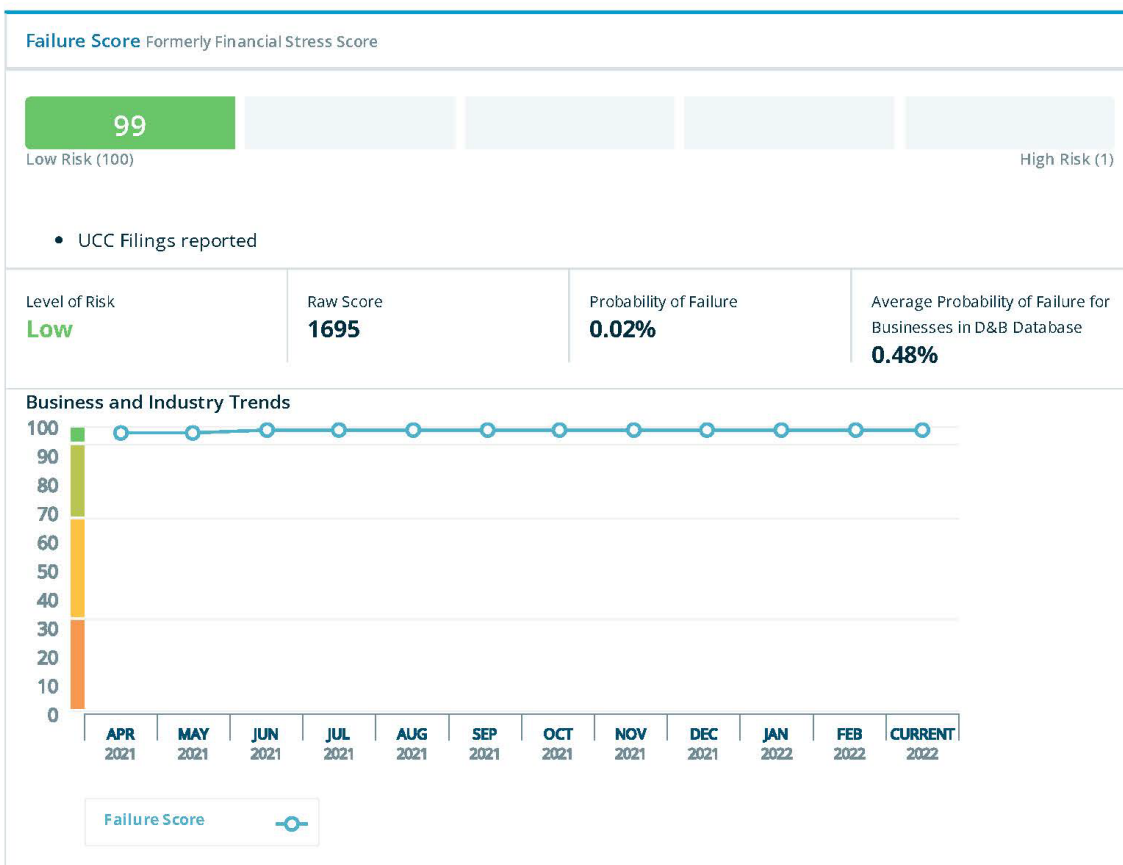 Failure Score Formerly Financial Stress Score
99
Low Risk (100)
High Risk (1)
• UCC Filings reported
Level of Risk
Low
Raw Score
1695
Probability of Failure
0.02%
Average Probability of Failure for
Businesses in D&B Database
0.48%
Business and Industry Trends
100
90
80
70
60
50
40
30
20
10
0
APR MAY JUN JUL AUG SEP OCT NOV DEC JAN FEB CURRENT
2021 2021 2021 2021 2021 2021 2021 2021 2021 2022 2022 2022
Failure Score